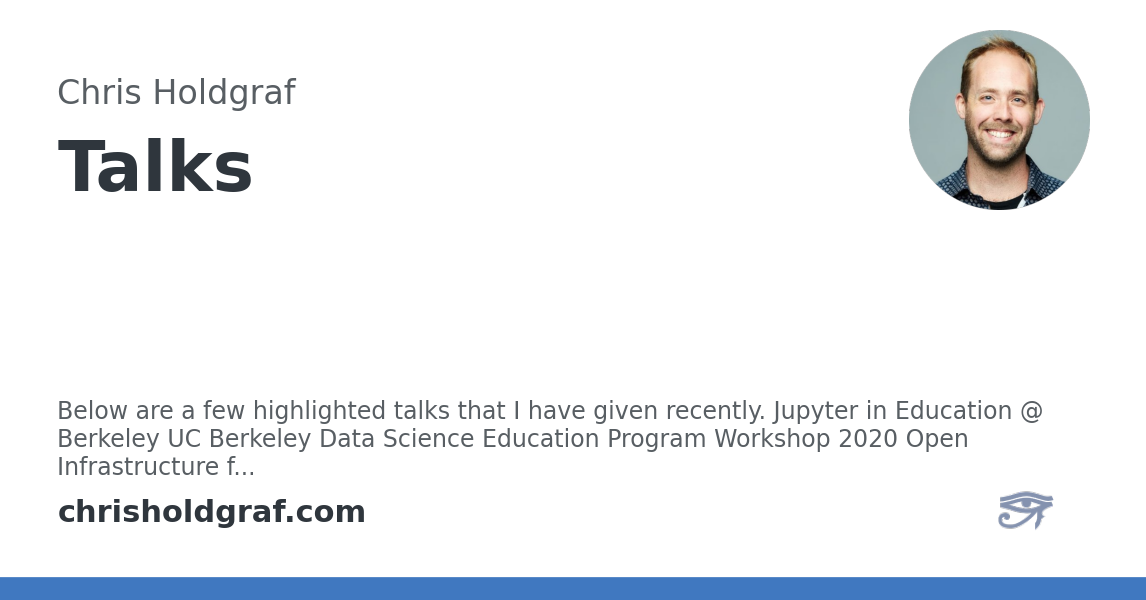 Chris Holdgraf
Talks
Below are a few highlighted talks that I have given recently. Jupyter in Education @
Berkeley UC Berkeley Data Science Education Program Workshop 2020 Open
Infrastructure f...
chrisholdgraf.com